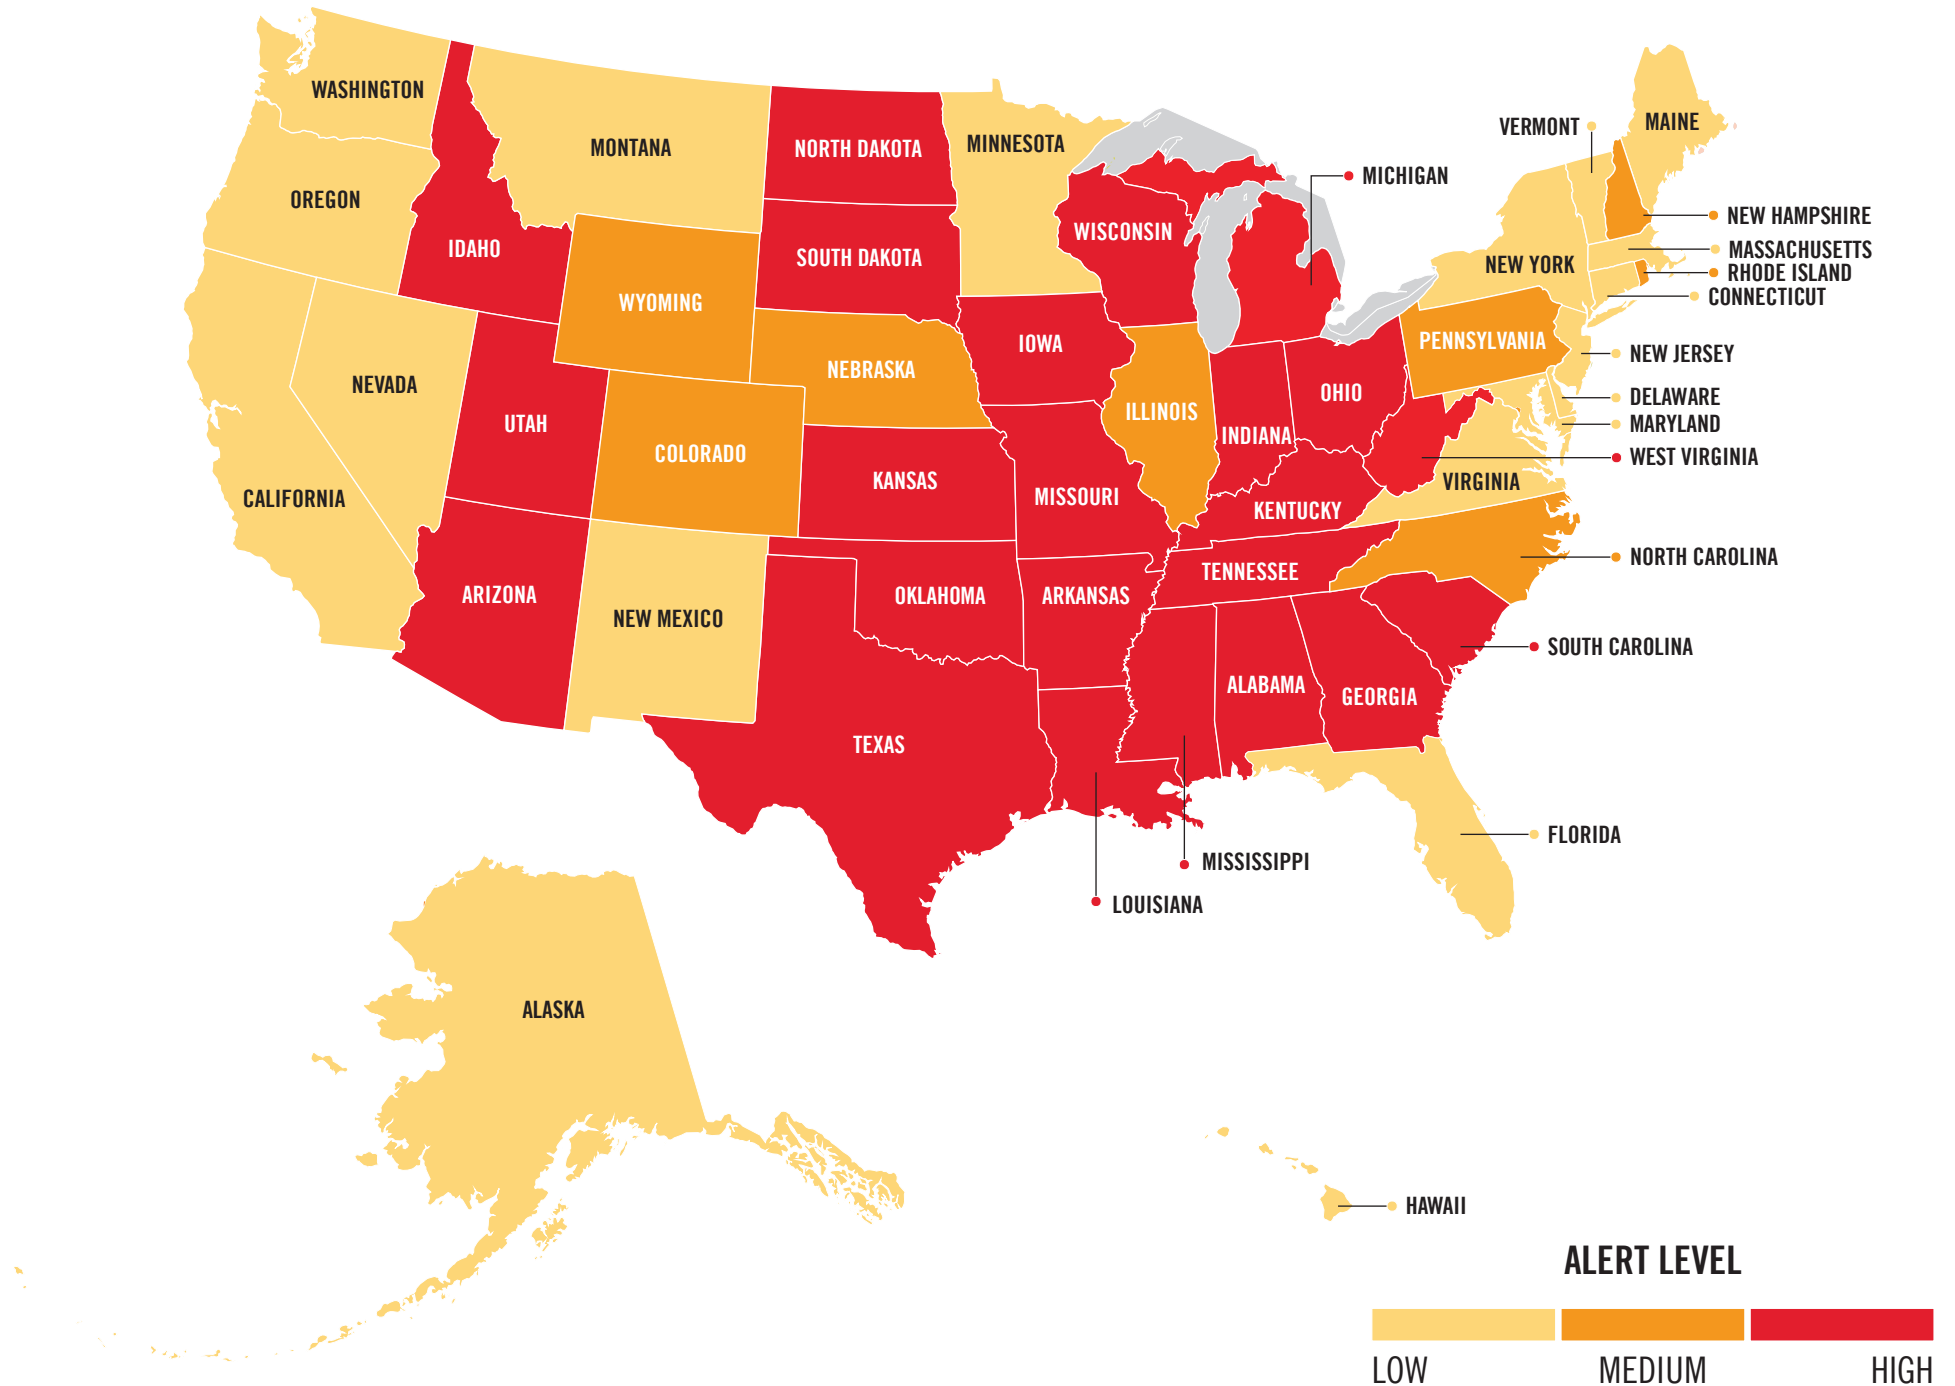 WASHINGTON
MONTANA
NORTH DAKOTA
MINNESOTA
VERMONT
MAINE
MICHIGAN
OREGON
IDAHO
SOUTH DAKOTA
WISCONSIN
NEW HAMPSHIRE
MASSACHUSETTS
NEW YORK
RHODE ISLAND
CONNECTICUT
WYOMING
IOWA
PENNSYLVANIA
NEW JERSEY
NEVADA
NEBRASKA
OHIO
DELAWARE
ILLINOIS
MARYLAND
UTAH
INDIANA
COLORADO
WEST VIRGINIA
CALIFORNIA
KANSAS
MISSOURI
VIRGINIA
KENTUCKY
NORTH CAROLINA
ARIZONA
NEW MEXICO
OKLAHOMA
ARKANSAS
TENNESSEE
SOUTH CAROLINA
ALABAMA
GEORGIA
TEXAS
FLORIDA
MISSISSIPPI
LOUISIANA
ALASKA
HAWAII
ALERT LEVEL
LOW
MEDIUM
HIGH